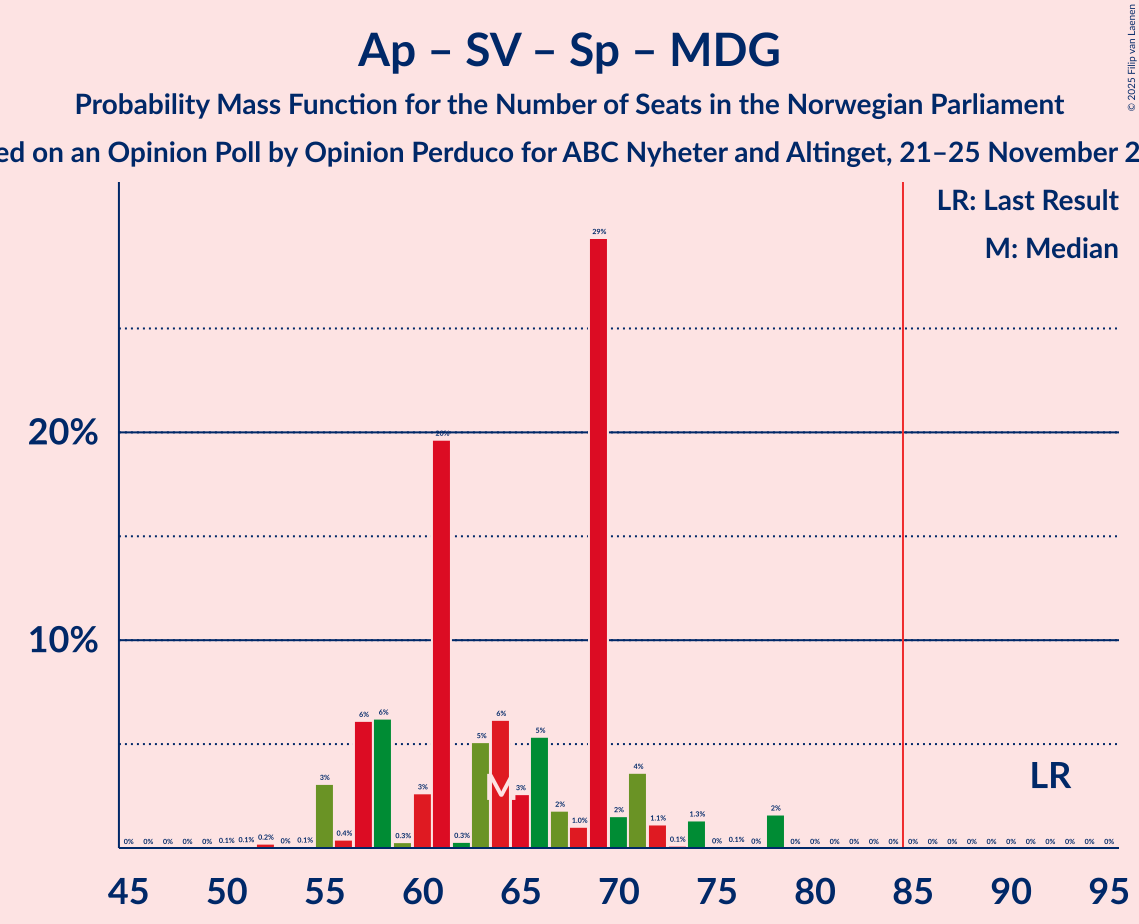 Ap – SV – Sp – MDG
Probability Mass Function for the Number of Seats in the Norwegian Parliament
ed on an Opinion Poll by Opinion Perduco for ABC Nyheter and Altinget, 21–25 November 2
© 2025 Filip van Laenen
LR: Last Result
M: Median
29%
20%
20%
10%
6% 6% 6%
5% 5%
4%
3% 3% 3%
2% 2% 2%
1.0% 1.1% 1.3%
0% 0% 0% 0% 0% 0.1% 0.1% 0.2% 0% 0.1% 0.4% 0.3% 0.3% 0.1% 0% 0.1% 0% 0% 0% 0% 0% 0% 0% 0% 0% 0% 0% 0% 0% 0% 0% 0% 0%
M
LR
45 50 55 60 65 70 75 80 85 90 95